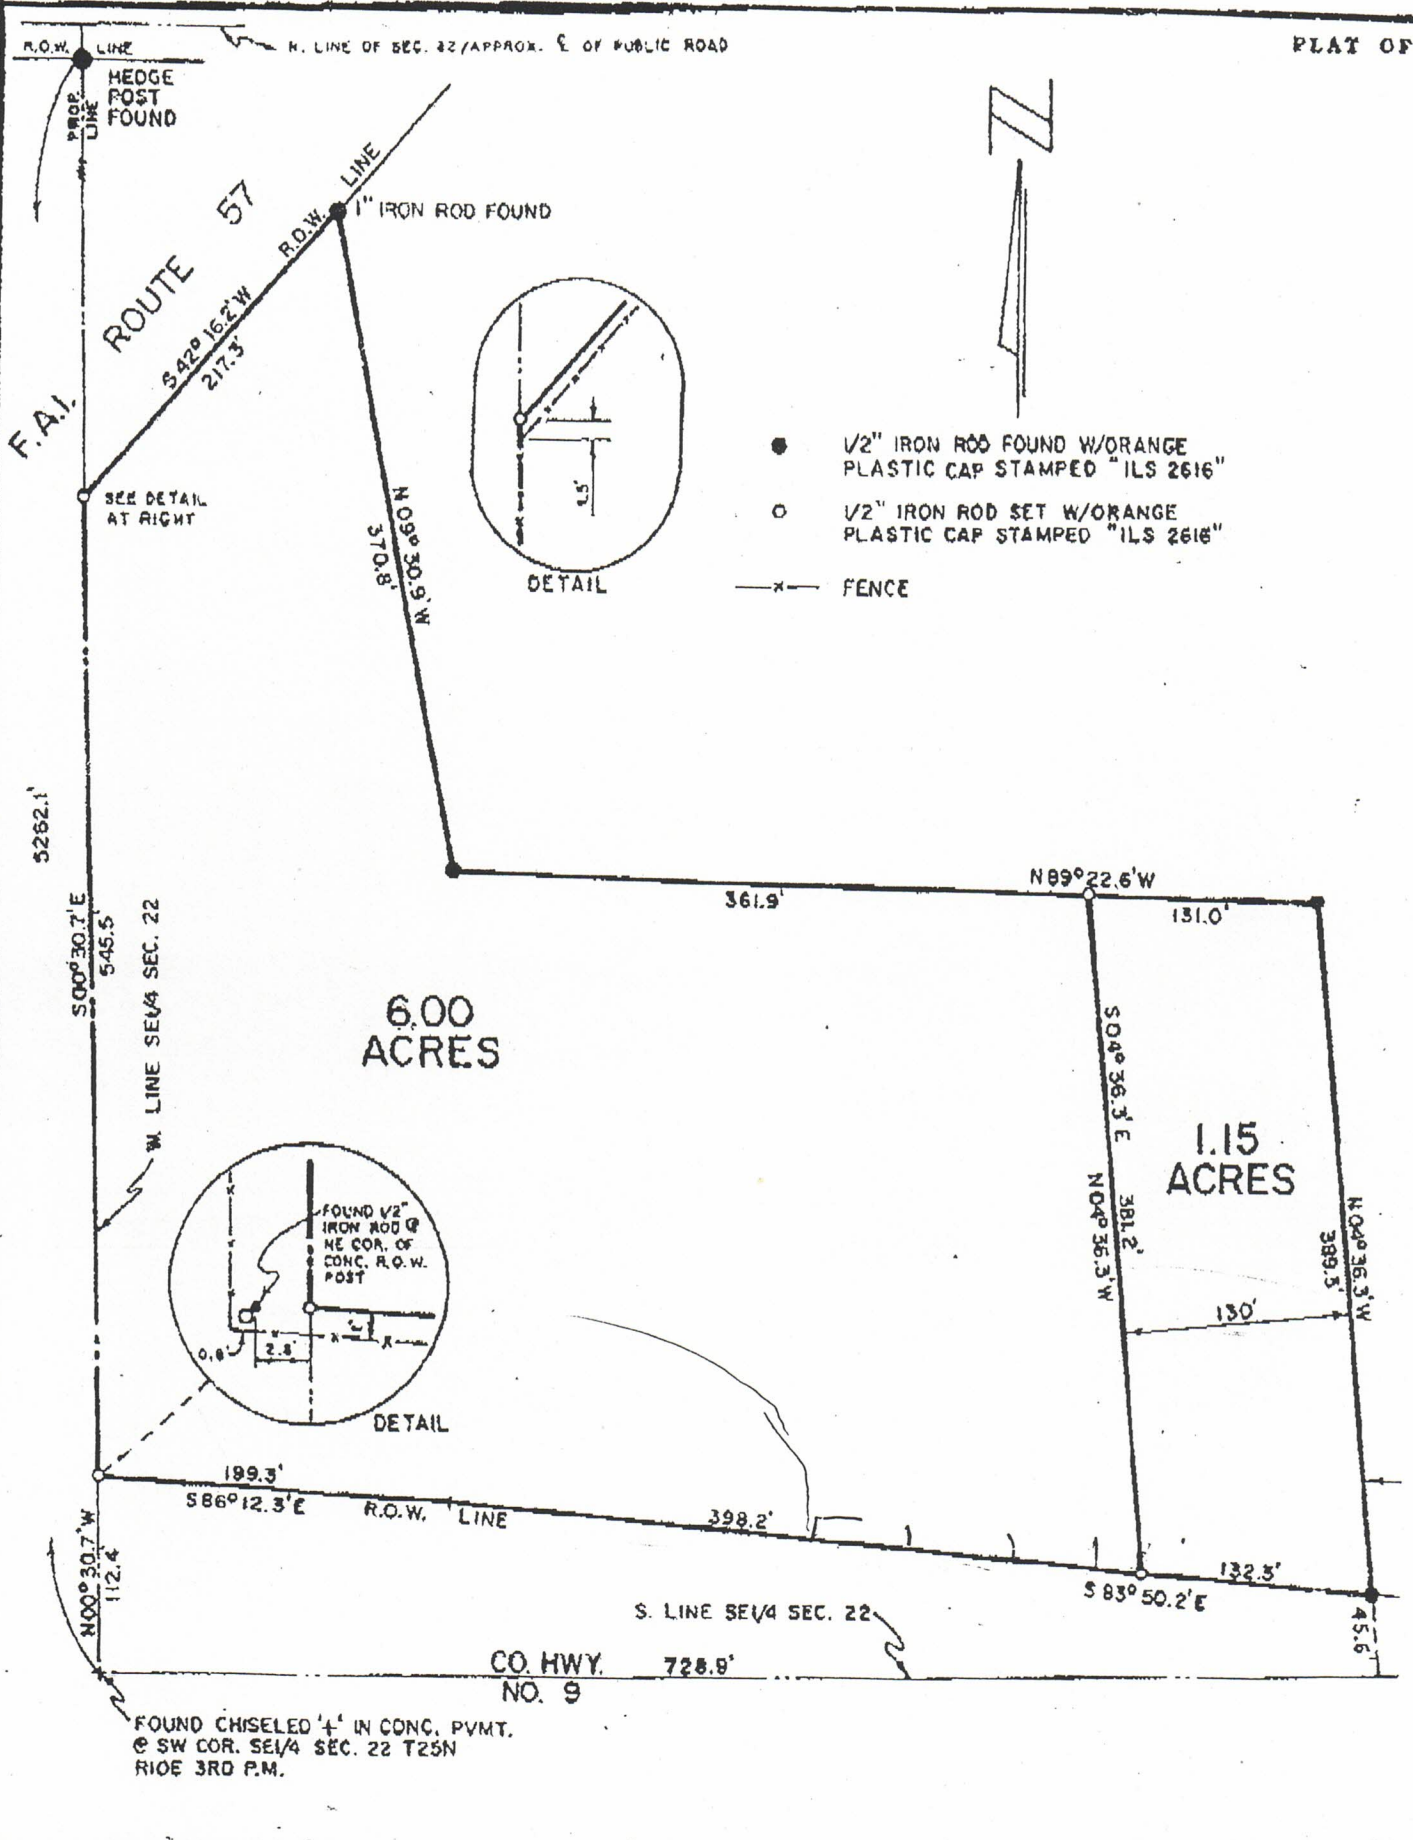 PLAT OF
N. LINE OF SEC. 22/APPROX. ℄ OF PUBLIC ROAD
R.O.W. LINE
HEDGE
POST
FOUND
PROP.
LINE
F.A.I. ROUTE 57
R.O.W. LINE
1" IRON ROD FOUND
S42° 16.2' W
217.3'
SEE DETAIL
AT RIGHT
N 09° 30.9' W
370.8'
DETAIL
1/2" IRON ROD FOUND W/ORANGE
PLASTIC CAP STAMPED "ILS 2616"
1/2" IRON ROD SET W/ORANGE
PLASTIC CAP STAMPED "ILS 2616"
FENCE
5262.1'
S00° 30.7' E
545.5'
W. LINE SE1/4 SEC. 22
361.9'
N89° 22.6' W
131.0'
6.00
ACRES
S04° 36.3' E 381.2'
N04° 36.3' W
1.15
ACRES
N04° 36.3' W
389.3'
130'
FOUND 1/2"
IRON ROD @
NE COR. OF
CONC. R.O.W.
POST
0.8'
2.8'
DETAIL
199.3'
S86° 12.3' E
R.O.W. LINE
398.2'
132.3'
S 83° 50.2' E
N00° 30.7' W
112.4
45.6'
S. LINE SE1/4 SEC. 22
CO. HWY. 728.9'
NO. 9
FOUND CHISELED '+' IN CONC. PVMT.
@ SW COR. SE1/4 SEC. 22 T25N
R10E 3RD P.M.